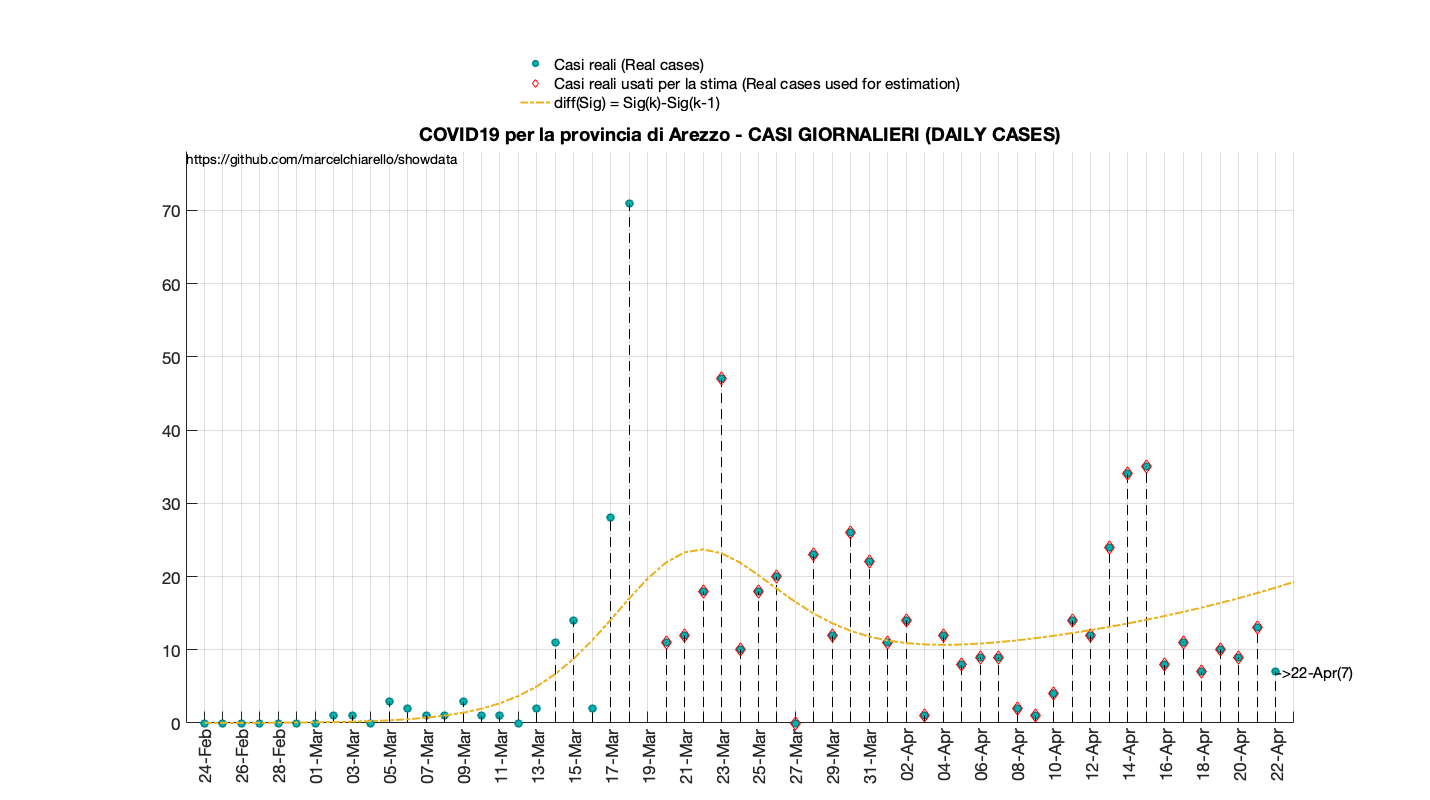 Casi reali (Real cases)
Casi reali usati per la stima (Real cases used for estimation)
diff(Sig) = Sig(k)-Sig(k-1)
COVID19 per la provincia di Arezzo - CASI GIORNALIERI (DAILY CASES)
https://github.com/marcelchiarello/showdata
70
60
50
40
30
20
10
0
>22-Apr(7)
24-Feb
26-Feb
28-Feb
01-Mar
03-Mar
05-Mar
07-Mar
09-Mar
11-Mar
13-Mar
15-Mar
17-Mar
19-Mar
21-Mar
23-Mar
25-Mar
27-Mar
29-Mar
31-Mar
02-Apr
04-Apr
06-Apr
08-Apr
10-Apr
12-Apr
14-Apr
16-Apr
18-Apr
20-Apr
22-Apr